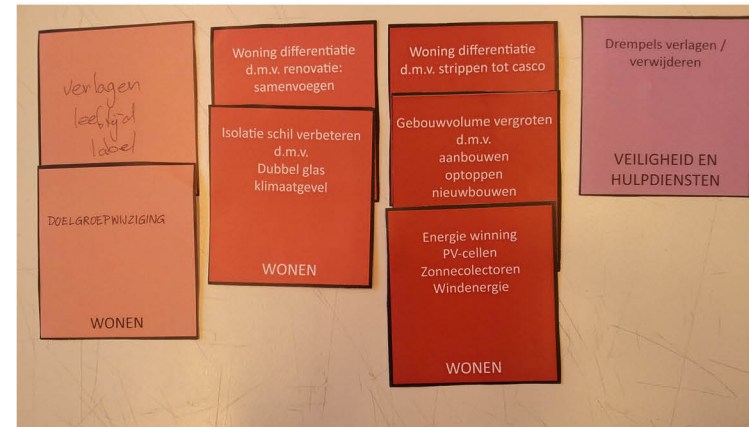 verlagen
leeftijd
label
DOELGROEPWIJZIGING
WONEN
Woning differentiatie
d.m.v. renovatie:
samenvoegen
Isolatie schil verbeteren
d.m.v.
Dubbel glas
klimaatgevel
WONEN
Woning differentiatie
d.m.v. strippen tot casco
Gebouwvolume vergroten
d.m.v.
aanbouwen
optoppen
nieuwbouwen
Energie winning
PV-cellen
Zonnecolectoren
Windenergie
WONEN
Drempels verlagen /
verwijderen
VEILIGHEID EN
HULPDIENSTEN